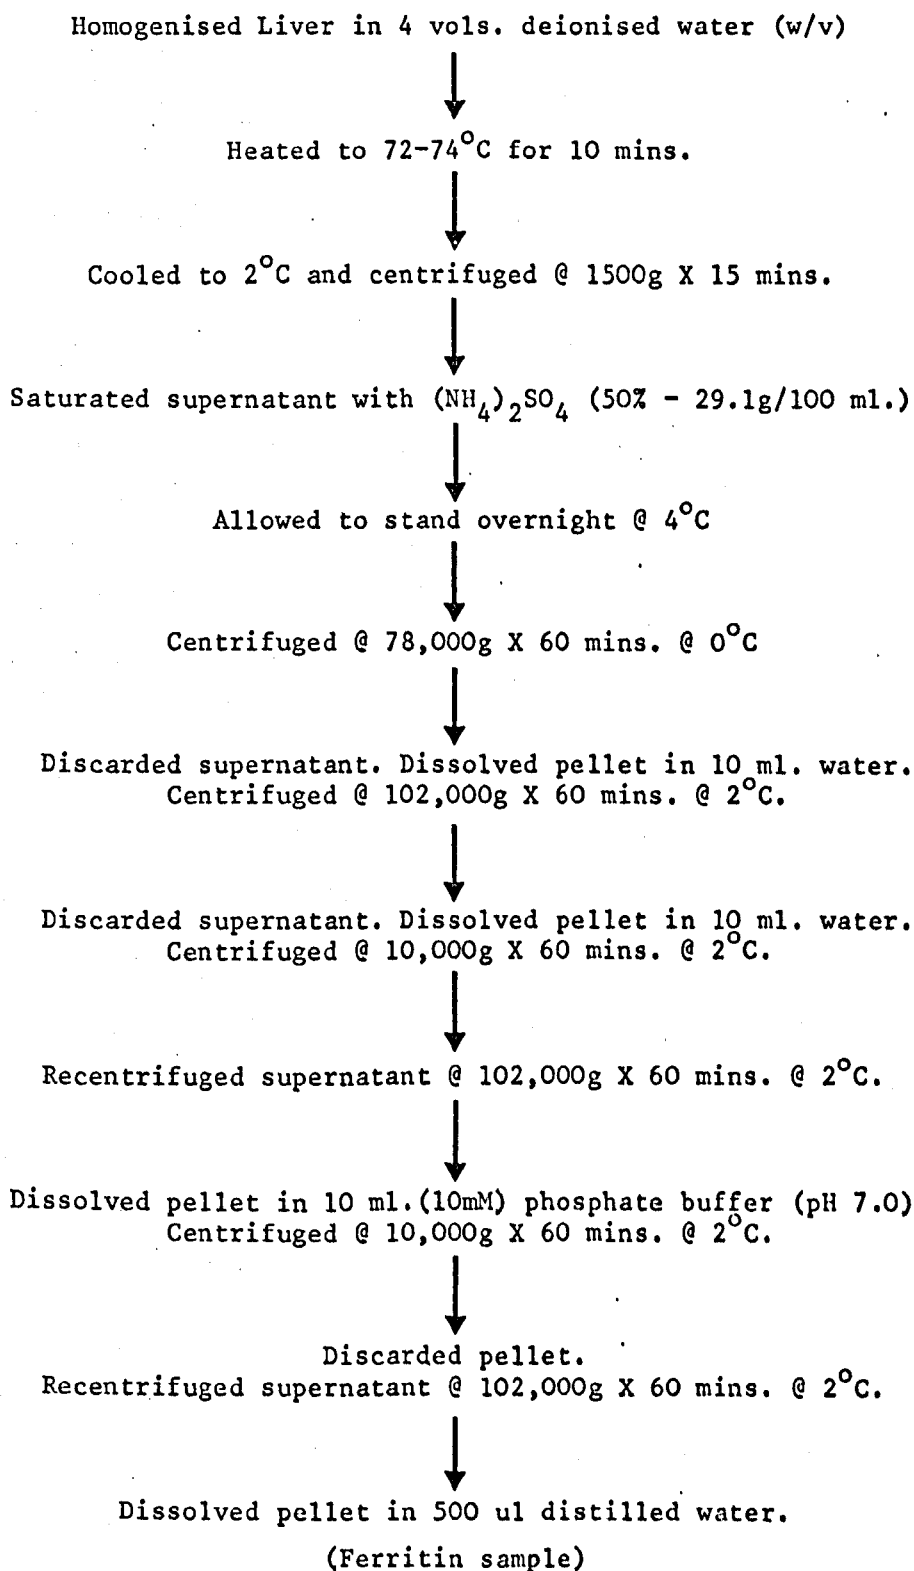 Homogenised Liver in 4 vols. deionised water (w/v)
Heated to 72-74°C for 10 mins.
Cooled to 2°C and centrifuged @ 1500g X 15 mins.
Saturated supernatant with (NH₄)₂SO₄ (50% - 29.1g/100 ml.)
Allowed to stand overnight @ 4°C
Centrifuged @ 78,000g X 60 mins. @ 0°C
Discarded supernatant. Dissolved pellet in 10 ml. water.
Centrifuged @ 102,000g X 60 mins. @ 2°C.
Discarded supernatant. Dissolved pellet in 10 ml. water.
Centrifuged @ 10,000g X 60 mins. @ 2°C.
Recentrifuged supernatant @ 102,000g X 60 mins. @ 2°C.
Dissolved pellet in 10 ml.(10mM) phosphate buffer (pH 7.0)
Centrifuged @ 10,000g X 60 mins. @ 2°C.
Discarded pellet.
Recentrifuged supernatant @ 102,000g X 60 mins. @ 2°C.
Dissolved pellet in 500 ul distilled water.
(Ferritin sample)